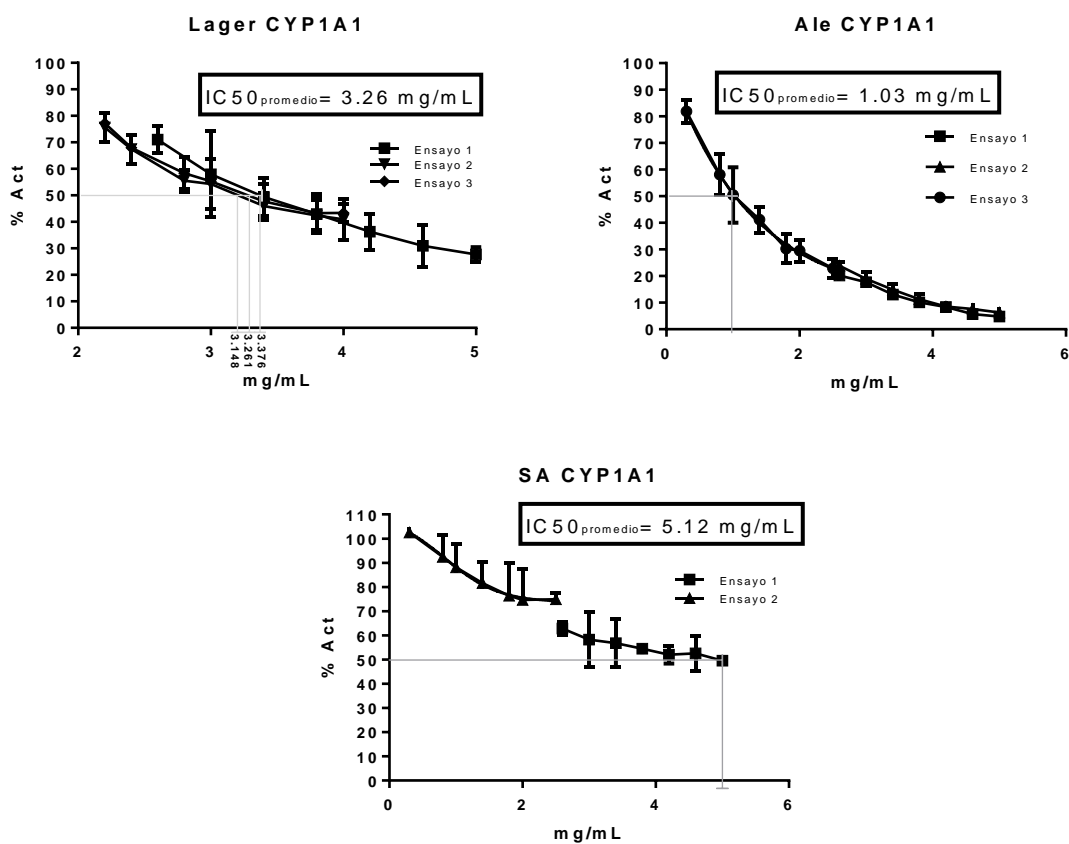 Lager CYP1A1
IC50promedio= 3.26 mg/mL
100
90
80
70
60
50
40
30
20
10
0
% Act
Ensayo 1
Ensayo 2
Ensayo 3
2
3
4
5
3.148
3.261
3.376
mg/mL
Ale CYP1A1
IC50promedio= 1.03 mg/mL
100
90
80
70
60
50
40
30
20
10
0
% Act
Ensayo 1
Ensayo 2
Ensayo 3
0
2
4
6
mg/mL
SA CYP1A1
IC50promedio= 5.12 mg/mL
110
100
90
80
70
60
50
40
30
20
10
0
% Act
Ensayo 1
Ensayo 2
0
2
4
6
mg/mL